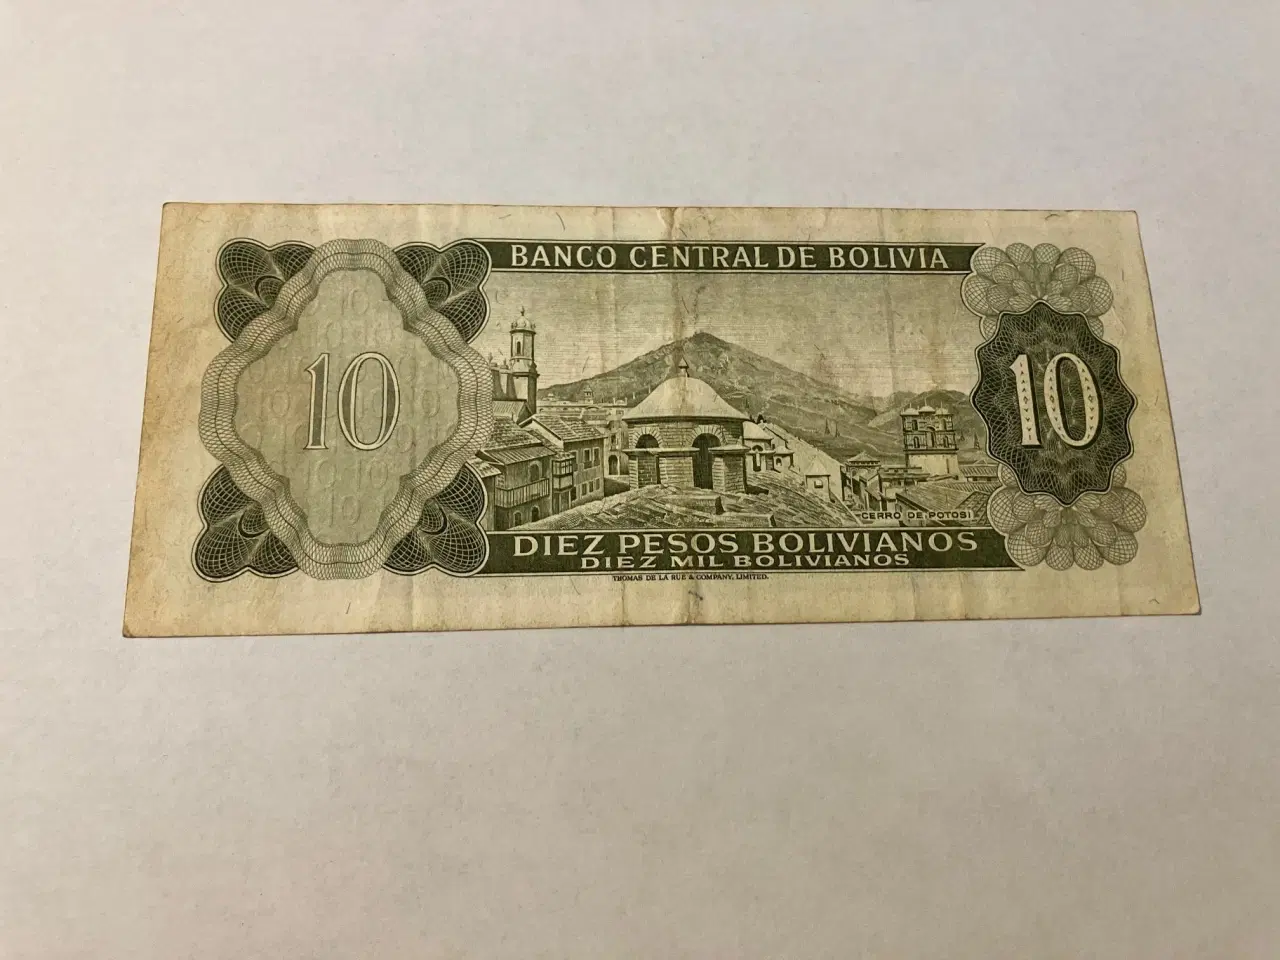 BANCO CENTRAL DE BOLIVIA
10
10
CERRO DE POTOSI
DIEZ PESOS BOLIVIANOS
DIEZ MIL BOLIVIANOS
THOMAS DE LA RUE & COMPANY, LIMITED.